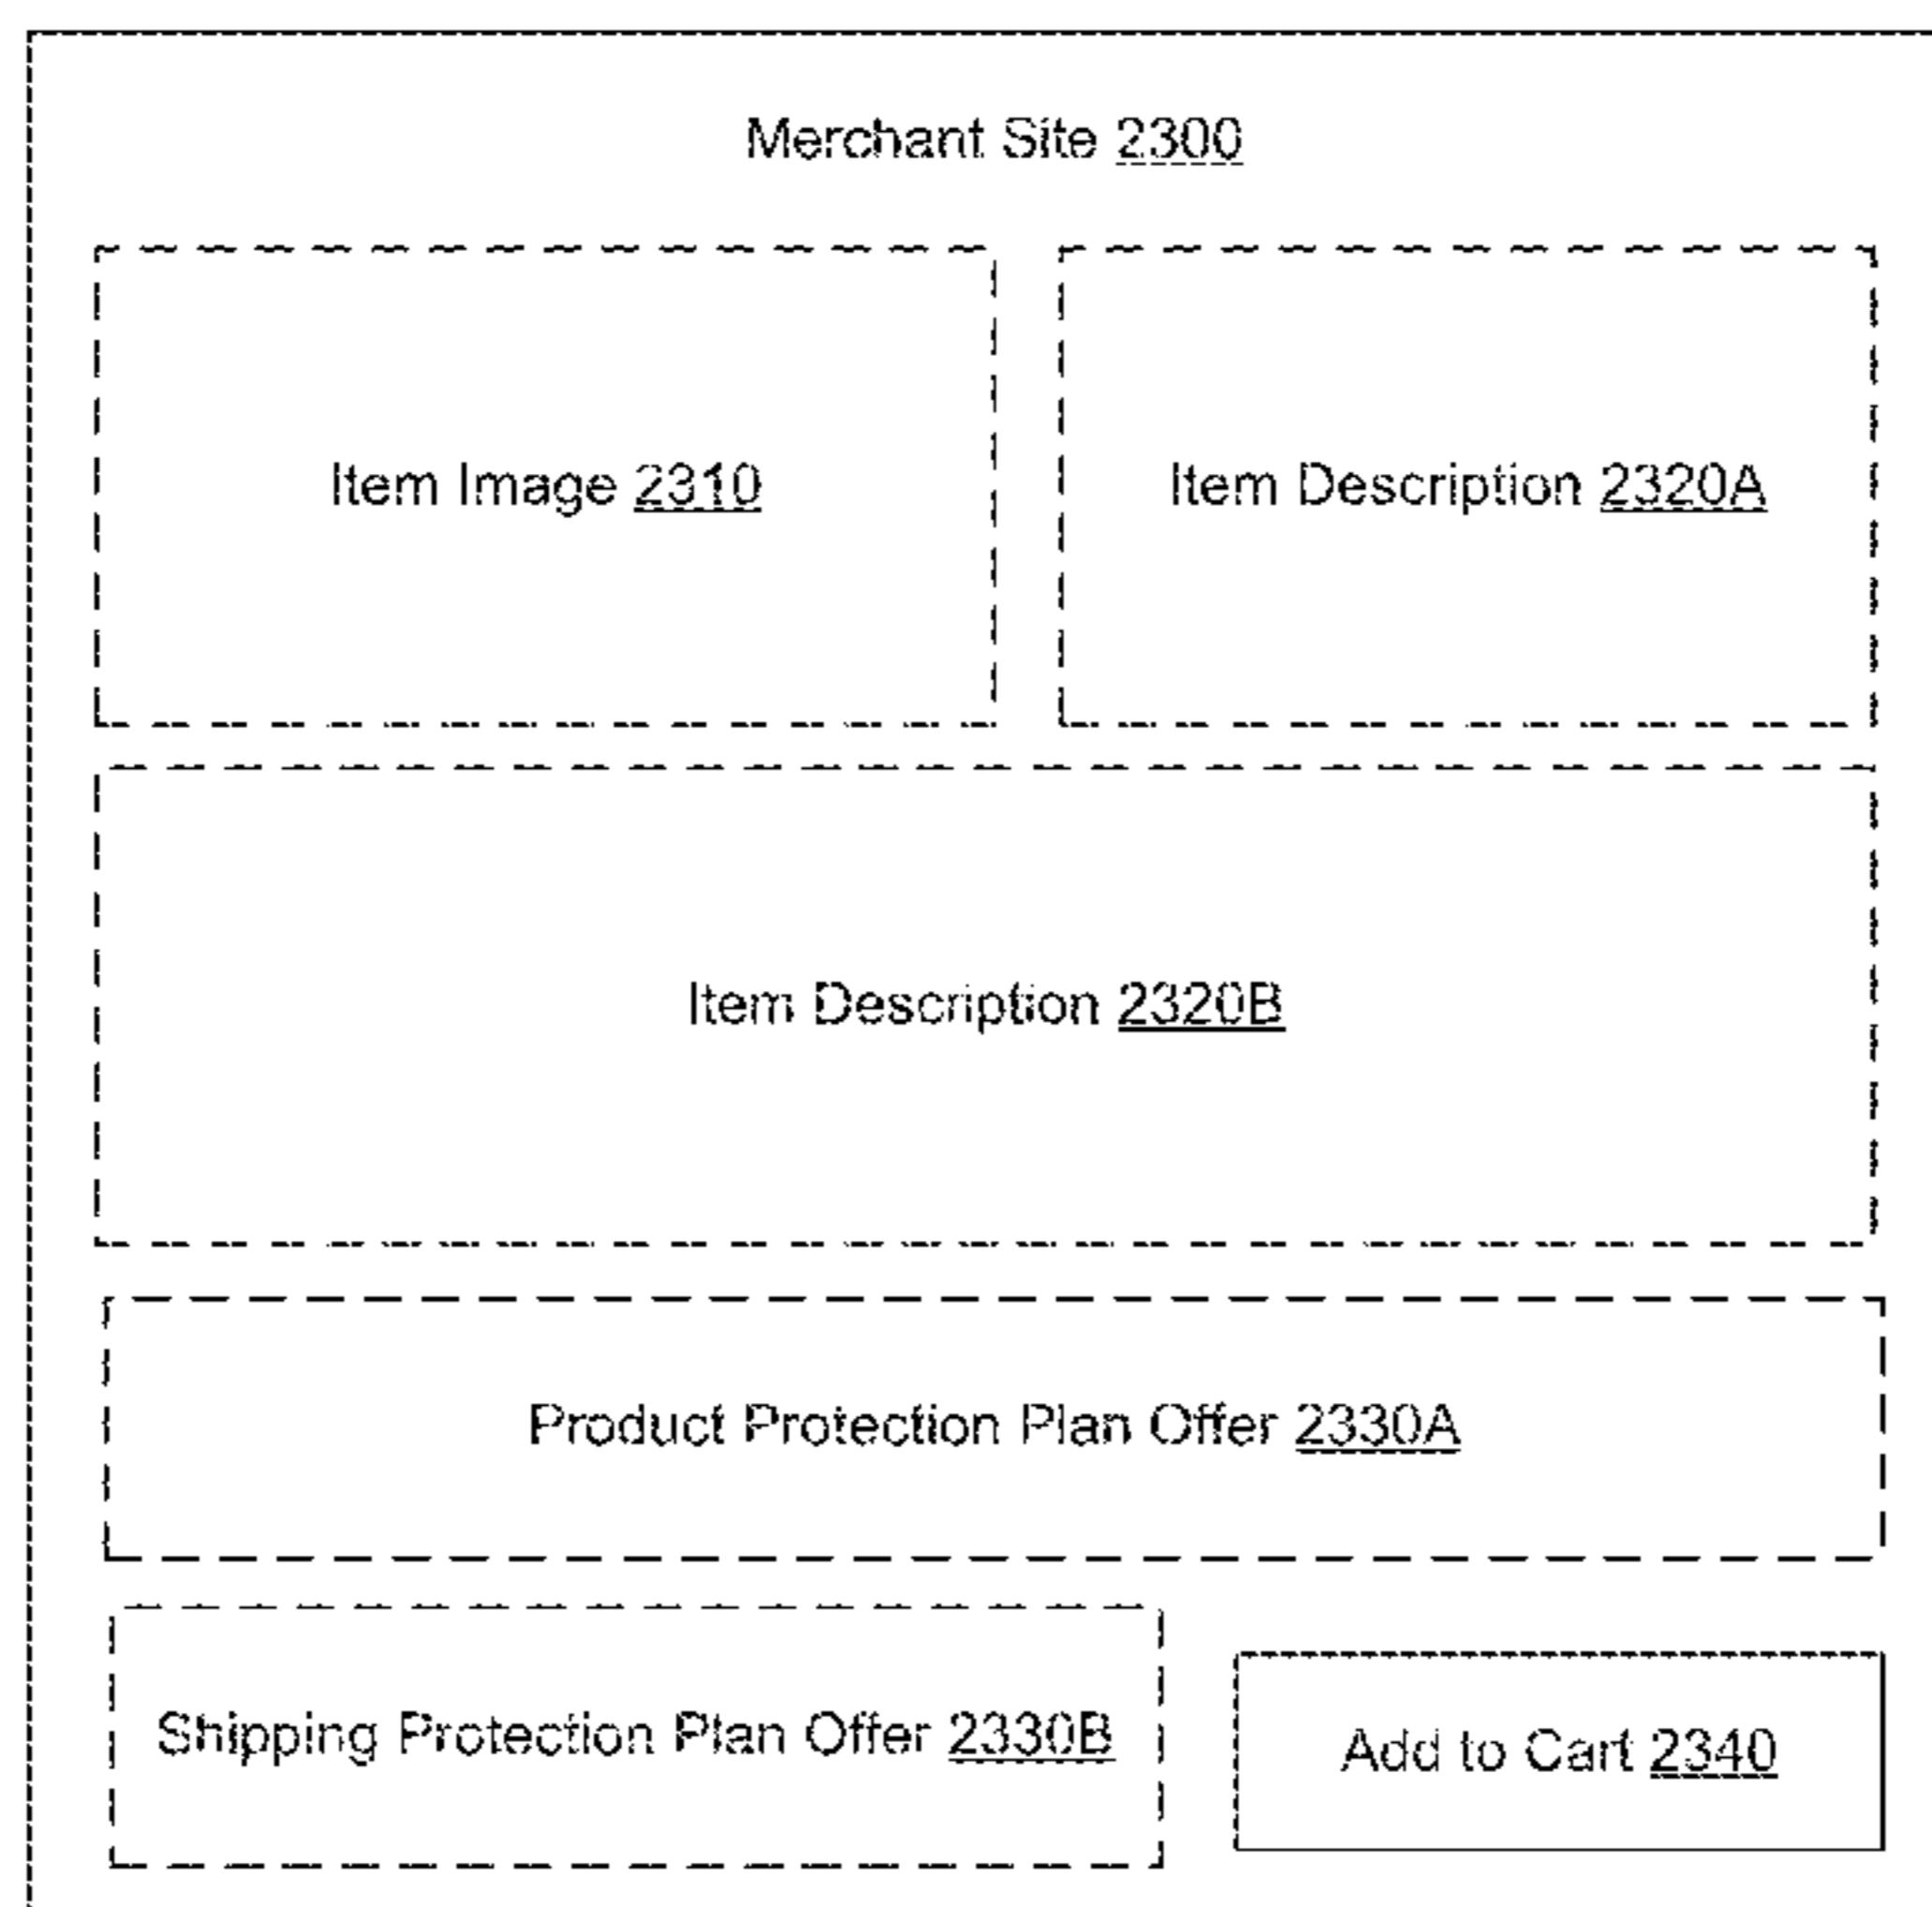 Merchant Site 2300
Item Image 2310
Item Description 2320A
Item Description 2320B
Product Protection Plan Offer 2330A
Shipping Protection Plan Offer 2330B
Add to Cart 2340